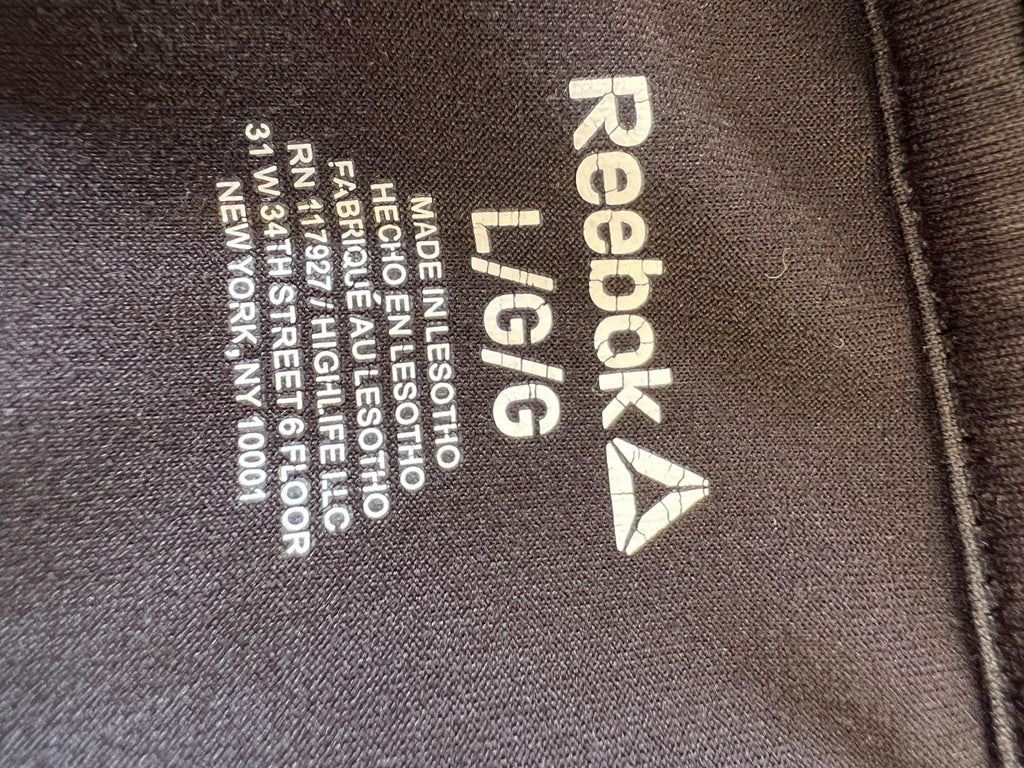 Reebok
L/G/G
MADE IN LESOTHO
HECHO EN LESOTHO
FABRIQUÉ AU LESOTHO
RN 117927 / HIGHLIFE LLC
31 W 34TH STREET 6 FLOOR
NEW YORK, NY 10001